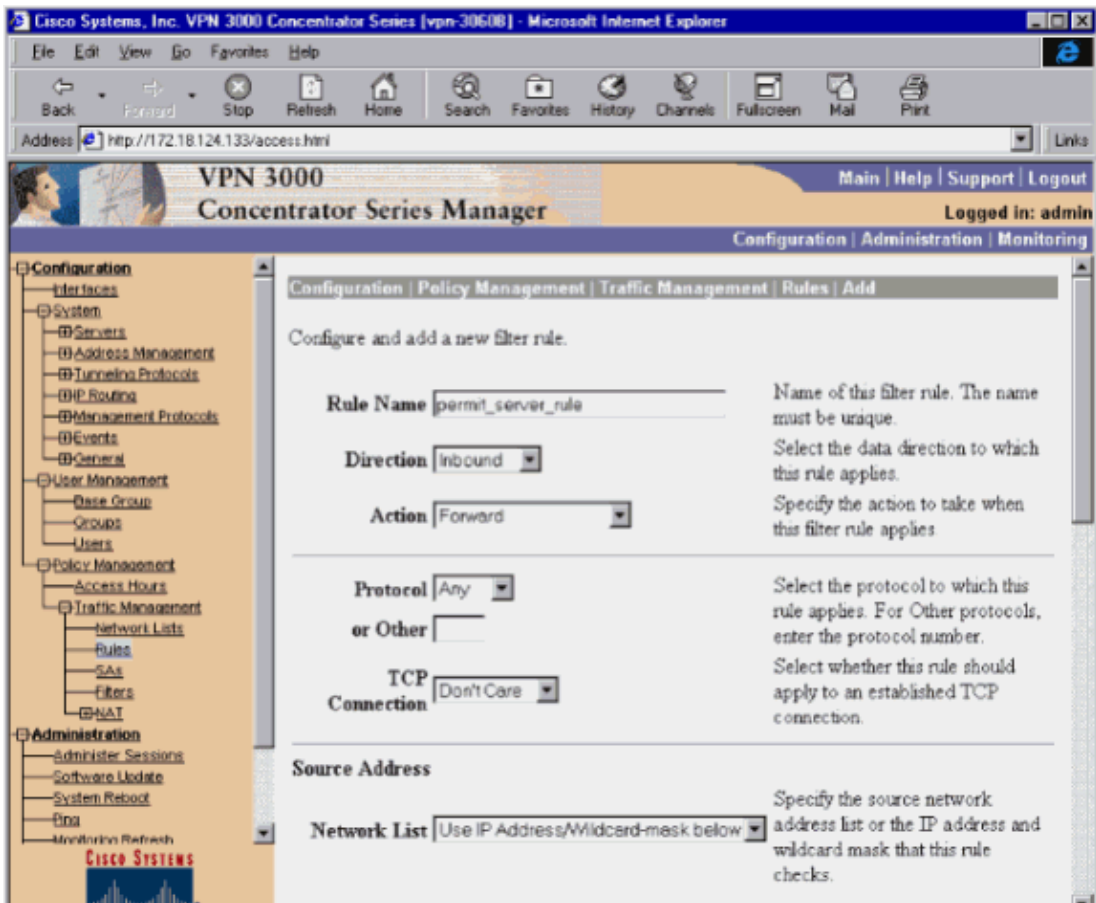 Cisco Systems, Inc. VPN 3000 Concentrator Series [vpn-3060B] - Microsoft Internet Explorer
File Edit View Go Favorites Help
Back Forward Stop Refresh Home Search Favorites History Channels Fullscreen Mail Print
Address http://172.18.124.133/access.html Links
VPN 3000
Concentrator Series Manager
Main | Help | Support | Logout
Logged in: admin
Configuration | Administration | Monitoring
Configuration
Interfaces
System
Servers
Address Management
Tunneling Protocols
IP Routing
Management Protocols
Events
General
User Management
Base Group
Groups
Users
Policy Management
Access Hours
Traffic Management
Network Lists
Rules
SAs
Filters
NAT
Administration
Administer Sessions
Software Update
System Reboot
Ping
Monitoring Refresh
CISCO SYSTEMS
Configuration | Policy Management | Traffic Management | Rules | Add
Configure and add a new filter rule.
Rule Name permit_server_rule
Name of this filter rule. The name
must be unique.
Direction Inbound
Select the data direction to which
this rule applies.
Action Forward
Specify the action to take when
this filter rule applies
Protocol Any
or Other
Select the protocol to which this
rule applies. For Other protocols,
enter the protocol number.
TCP
Connection Don't Care
Select whether this rule should
apply to an established TCP
connection.
Source Address
Network List Use IP Address/Wildcard-mask below
Specify the source network
address list or the IP address and
wildcard mask that this rule
checks.